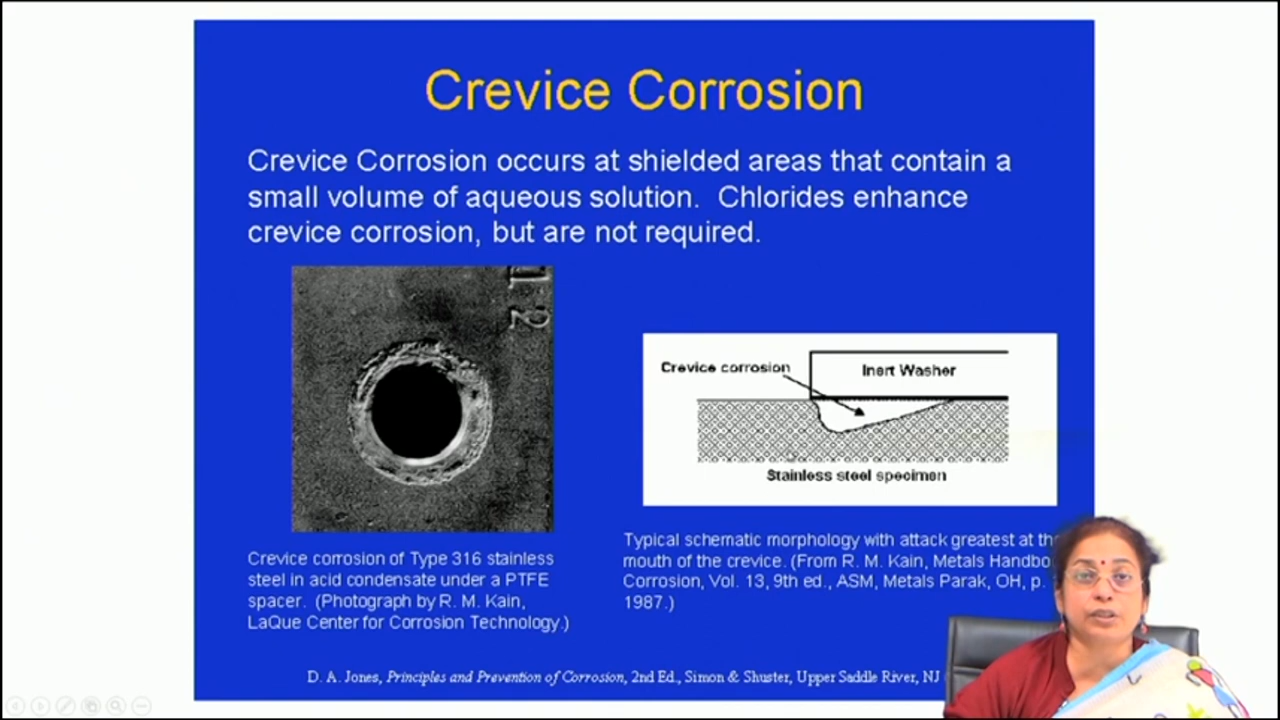 Crevice Corrosion
Crevice Corrosion occurs at shielded areas that contain a
small volume of aqueous solution. Chlorides enhance
crevice corrosion, but are not required.
1 2
Crevice corrosion
Inert Washer
Stainless steel specimen
Crevice corrosion of Type 316 stainless
steel in acid condensate under a PTFE
spacer. (Photograph by R. M. Kain,
LaQue Center for Corrosion Technology.)
Typical schematic morphology with attack greatest at
mouth of the crevice. (From R. M. Kain, Metals
Corrosion, Vol. 13, 9th ed., ASM, Metals Parak, OH, p.
1987.)
D. A. Jones, Principles and Prevention of Corrosion, 2nd Ed., Simon & Shuster, Upper Saddle River, NJ